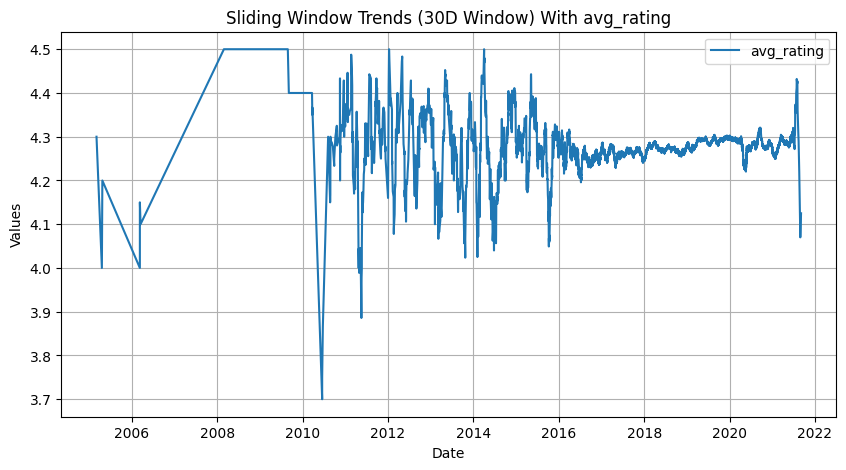 Sliding Window Trends (30D Window) With avg_rating
avg_rating
Values
4.5
4.4
4.3
4.2
4.1
4.0
3.9
3.8
3.7
2006 2008 2010 2012 2014 2016 2018 2020 2022
Date